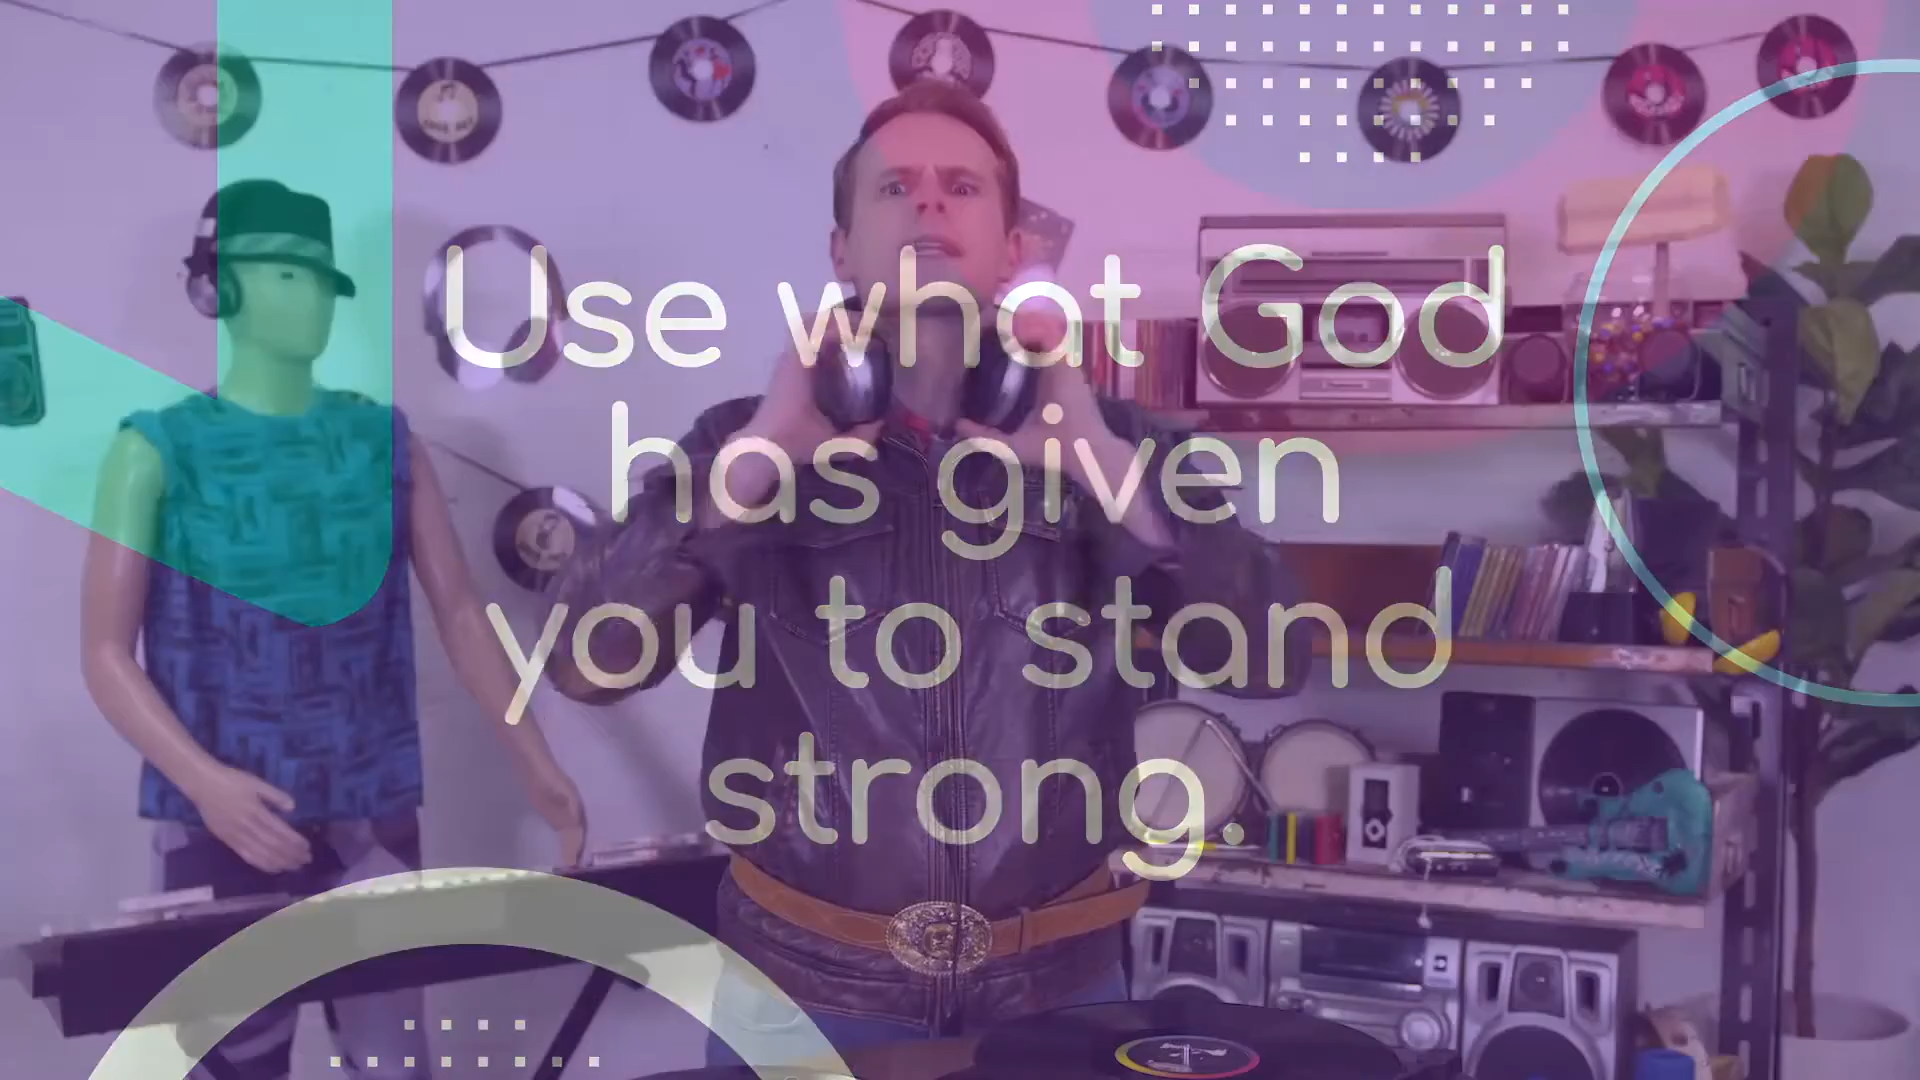 Use what God
has given
you to stand
strong.